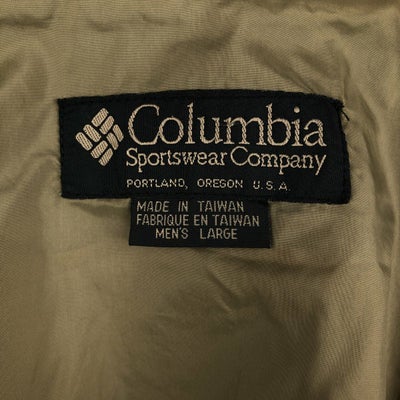 Columbia
Sportswear Company
PORTLAND, OREGON U.S.A.
MADE IN TAIWAN
FABRIQUE EN TAIWAN
MEN'S LARGE